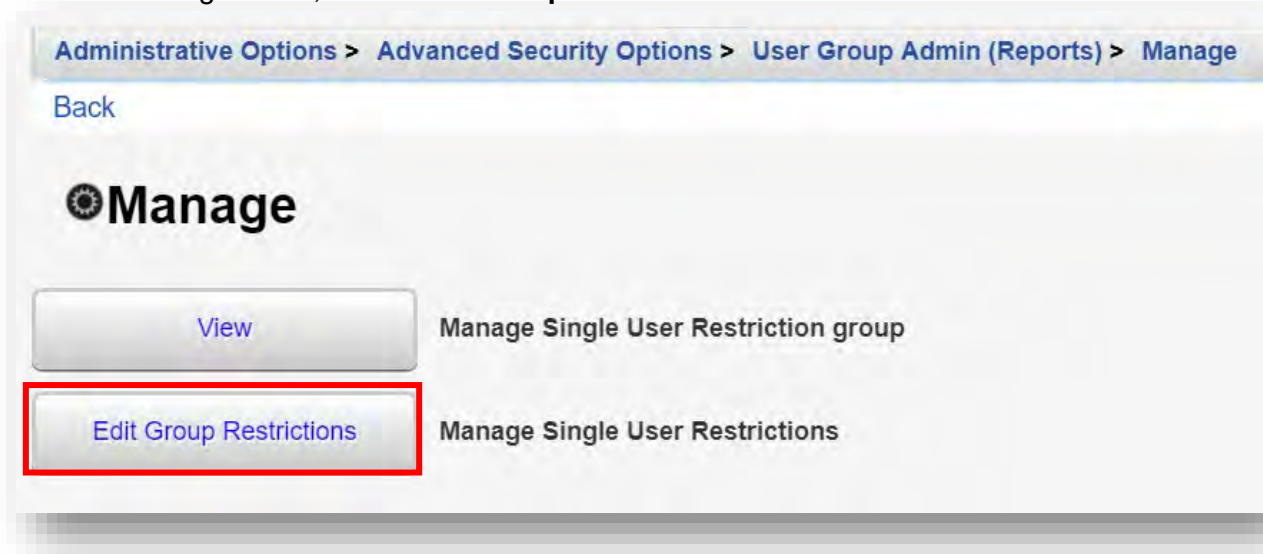 Administrative Options > Advanced Security Options > User Group Admin (Reports) > Manage
Back
Manage
View Manage Single User Restriction group
Edit Group Restrictions Manage Single User Restrictions